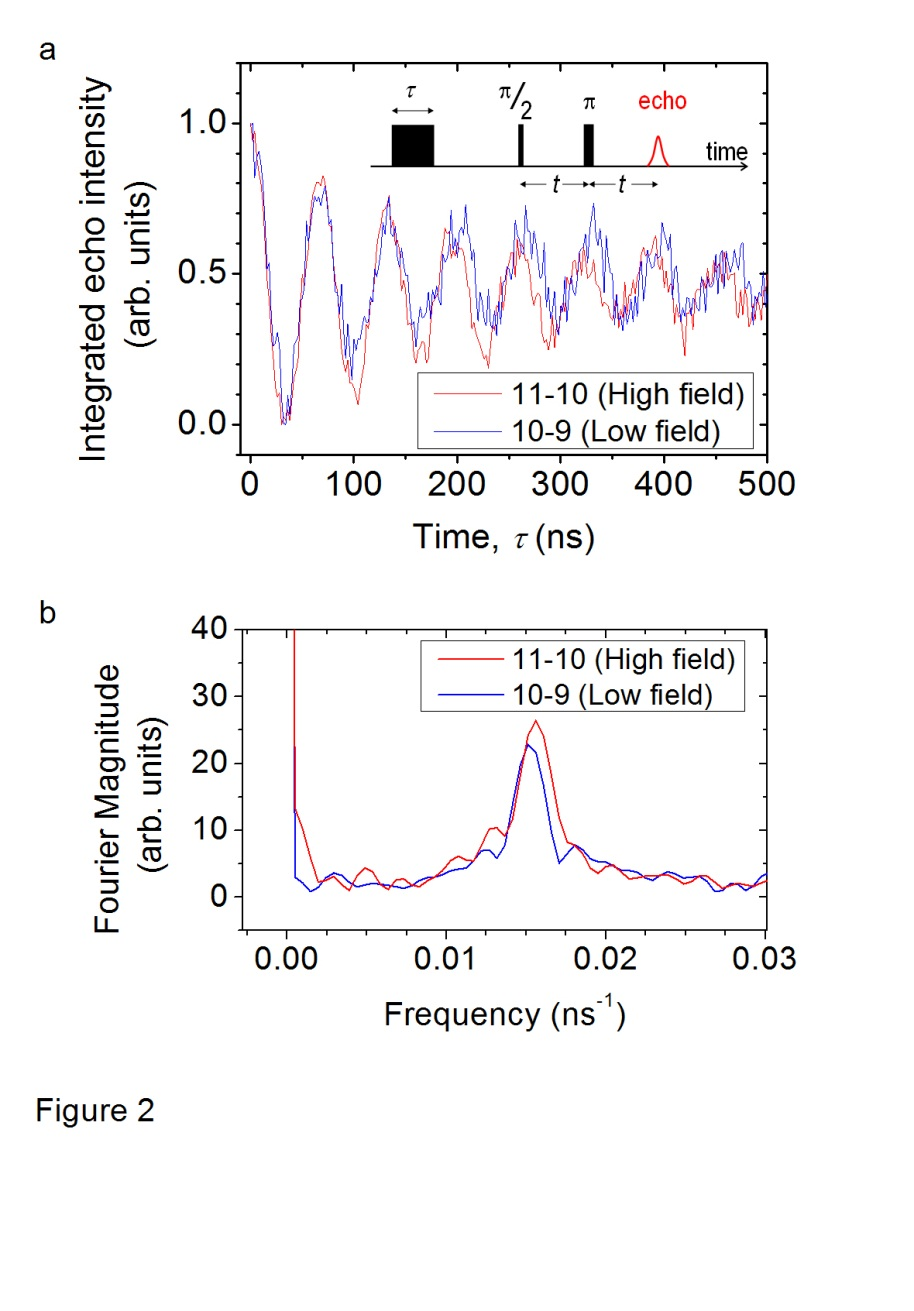 a
Integrated echo intensity
(arb. units)
1.0
0.5
0.0
τ
π/2
π
echo
time
t
t
11-10 (High field)
10-9 (Low field)
0 100 200 300 400 500
Time, τ (ns)
b
Fourier Magnitude
(arb. units)
40
30
20
10
0
11-10 (High field)
10-9 (Low field)
0.00 0.01 0.02 0.03
Frequency (ns⁻¹)
Figure 2